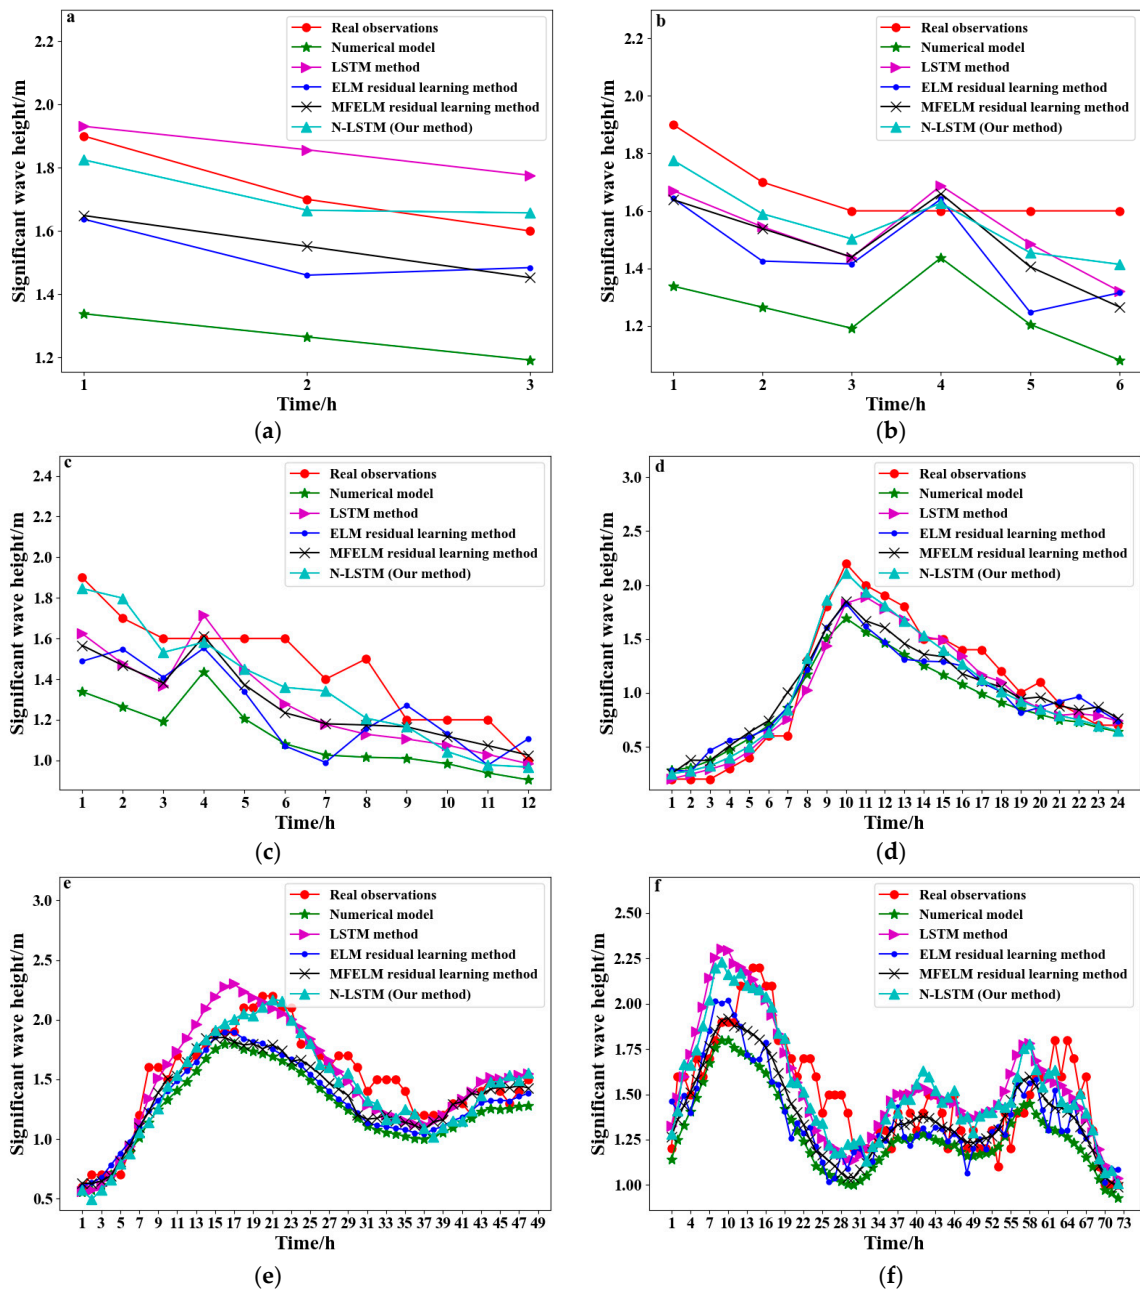 a
Real observations
Numerical model
LSTM method
ELM residual learning method
MFELM residual learning method
N-LSTM (Our method)
Significant wave height/m
2.2
2.0
1.8
1.6
1.4
1.2
1 2 3
Time/h
(a)
b
Real observations
Numerical model
LSTM method
ELM residual learning method
MFELM residual learning method
N-LSTM (Our method)
Significant wave height/m
2.2
2.0
1.8
1.6
1.4
1.2
1 2 3 4 5 6
Time/h
(b)
c
Real observations
Numerical model
LSTM method
ELM residual learning method
MFELM residual learning method
N-LSTM (Our method)
Significant wave height/m
2.4
2.2
2.0
1.8
1.6
1.4
1.2
1.0
1 2 3 4 5 6 7 8 9 10 11 12
Time/h
(c)
d
Real observations
Numerical model
LSTM method
ELM residual learning method
MFELM residual learning method
N-LSTM (Our method)
Significant wave height/m
3.0
2.5
2.0
1.5
1.0
0.5
1 2 3 4 5 6 7 8 9 10 11 12 13 14 15 16 17 18 19 20 21 22 23 24
Time/h
(d)
e
Real observations
Numerical model
LSTM method
ELM residual learning method
MFELM residual learning method
N-LSTM (Our method)
Significant wave height/m
3.0
2.5
2.0
1.5
1.0
0.5
1 3 5 7 9 11 13 15 17 19 21 23 25 27 29 31 33 35 37 39 41 43 45 47 49
Time/h
(e)
f
Real observations
Numerical model
LSTM method
ELM residual learning method
MFELM residual learning method
N-LSTM (Our method)
Significant wave height/m
2.50
2.25
2.00
1.75
1.50
1.25
1.00
1 4 7 10 13 16 19 22 25 28 31 34 37 40 43 46 49 52 55 58 61 64 67 70 73
Time/h
(f)